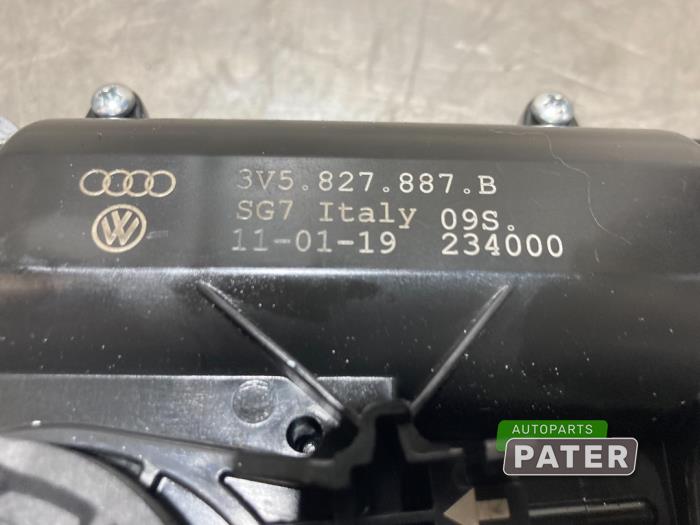 3V5.827.887.B
SG7 Italy 09S.
11-01-19 234000
AUTOPARTS
PATER